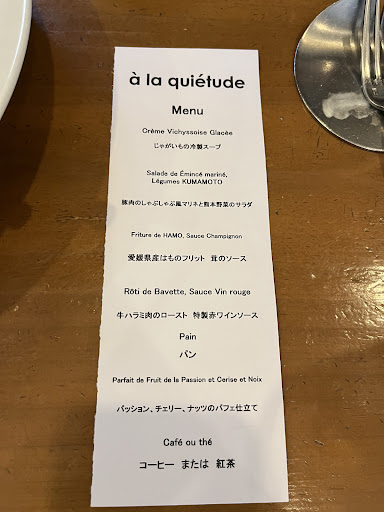 à la quiétude
Menu
Crème Vichyssoise Glacèe
じゃがいもの冷製スープ
Salade de Émincé mariné,
Légumes KUMAMOTO
豚肉のしゃぶしゃぶ風マリネと熊本野菜のサラダ
Friture de HAMO, Sauce Champignon
愛媛県産はものフリット 茸のソース
Rôti de Bavette, Sauce Vin rouge
牛ハラミ肉のロースト 特製赤ワインソース
Pain
パン
Parfait de Fruit de la Passion et Cerise et Noix
パッション、チェリー、ナッツのパフェ仕立て
Café ou thé
コーヒー または 紅茶